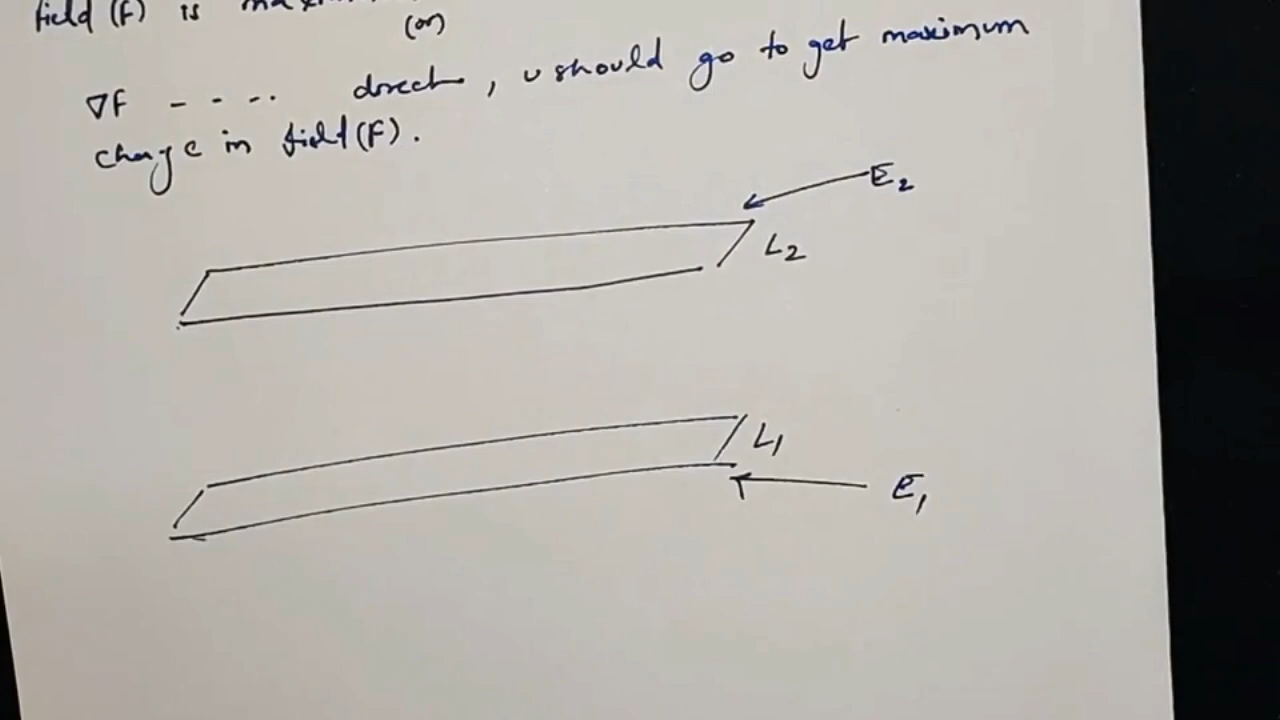 field (F) is
(or)
∇F - - - - direct , u should go to get maximum
change in field (F).
E2
L2
L1
E1